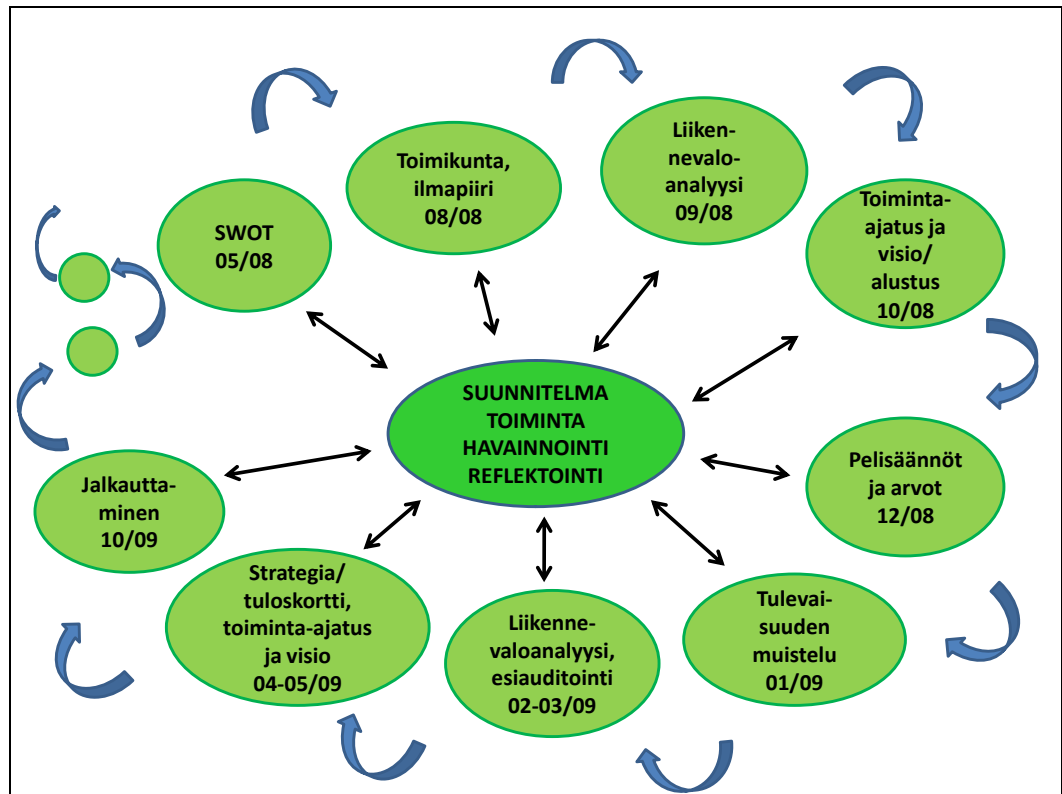 SWOT
05/08
Toimikunta,
ilmapiiri
08/08
Liiken-
nevalo-
analyysi
09/08
Toiminta-
ajatus ja
visio/
alustus
10/08
Pelisäännöt
ja arvot
12/08
Tulevai-
suuden
muistelu
01/09
Liikenne-
valoanalyysi,
esiauditointi
02-03/09
Strategia/
tuloskortti,
toiminta-ajatus
ja visio
04-05/09
Jalkautta-
minen
10/09
SUUNNITELMA
TOIMINTA
HAVAINNOINTI
REFLEKTOINTI